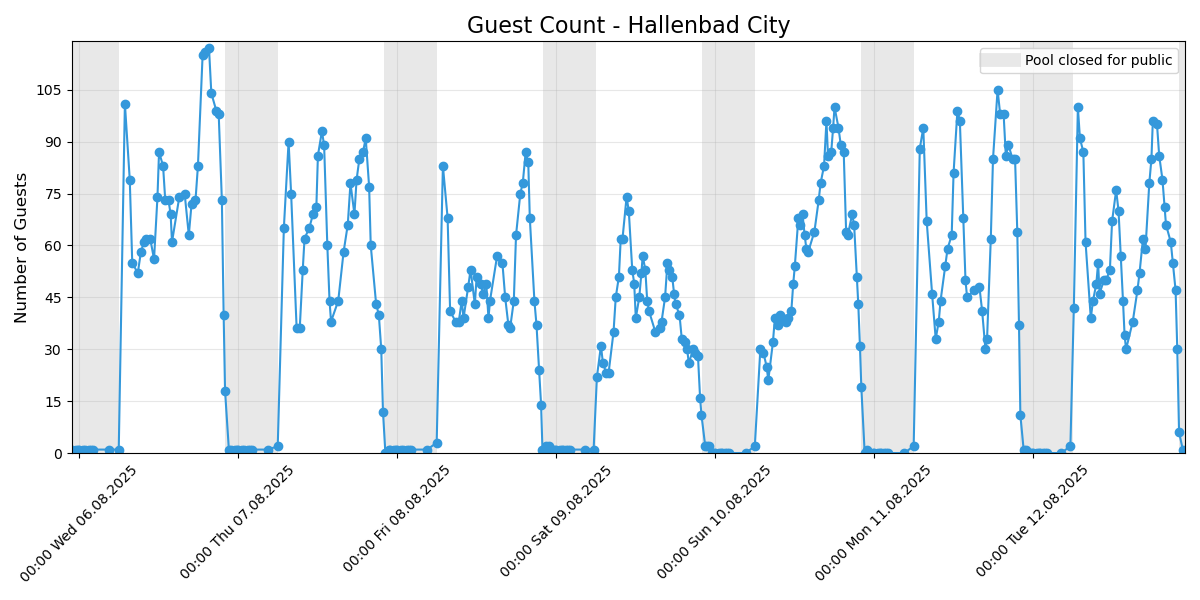 Guest Count - Hallenbad City
Pool closed for public
Number of Guests
105
90
75
60
45
30
15
0
00:00 Wed 06.08.2025
00:00 Thu 07.08.2025
00:00 Fri 08.08.2025
00:00 Sat 09.08.2025
00:00 Sun 10.08.2025
00:00 Mon 11.08.2025
00:00 Tue 12.08.2025